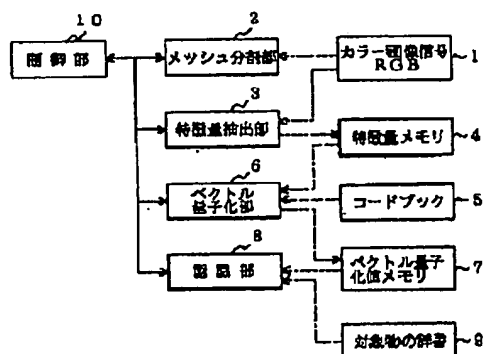 10
制御部
2
メッシュ分割部
カラー画像信号
RGB
1
3
特徴量抽出部
特徴量メモリ
4
6
ベクトル
量子化部
コードブック
5
8
認識部
ベクトル量子
化値メモリ
7
対象物の辞書
9